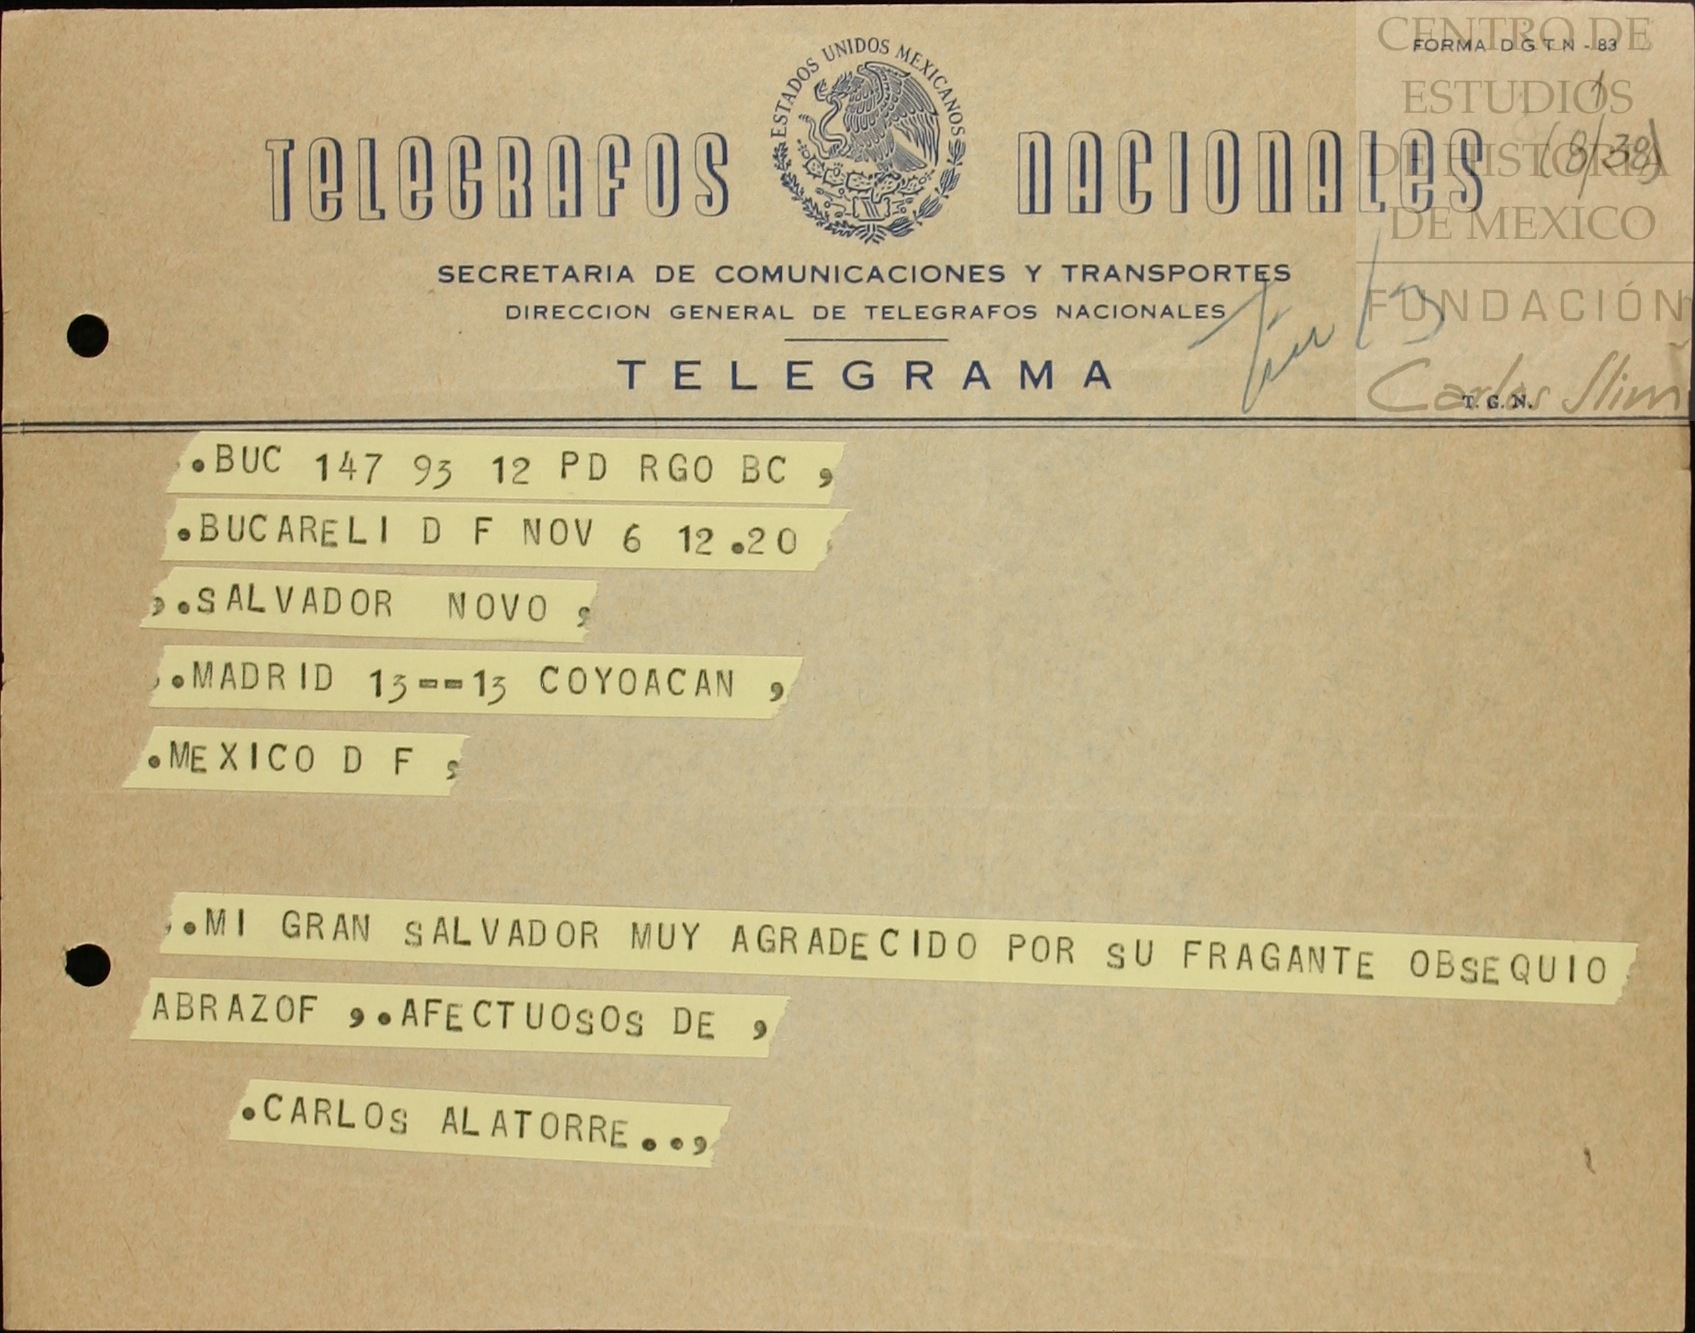 CENTRO DE
FORMA D G T N - 83
ESTUDIOS
DE HISTORIA
(8/38)
DE MEXICO
FUNDACIÓN
Carlos Slim
ESTADOS UNIDOS MEXICANOS
TELEGRAFOS NACIONALES
SECRETARIA DE COMUNICACIONES Y TRANSPORTES
DIRECCION GENERAL DE TELEGRAFOS NACIONALES
TELEGRAMA
T. G. N.
.BUC 147 93 12 PD RGO BC ,
.BUCARELI D F NOV 6 12.20
,.SALVADOR NOVO ,
,.MADRID 13--13 COYOACAN ,
.MEXICO D F ,
,.MI GRAN SALVADOR MUY AGRADECIDO POR SU FRAGANTE OBSEQUIO
ABRAZOF ,.AFECTUOSOS DE ,
.CARLOS ALATORRE..,